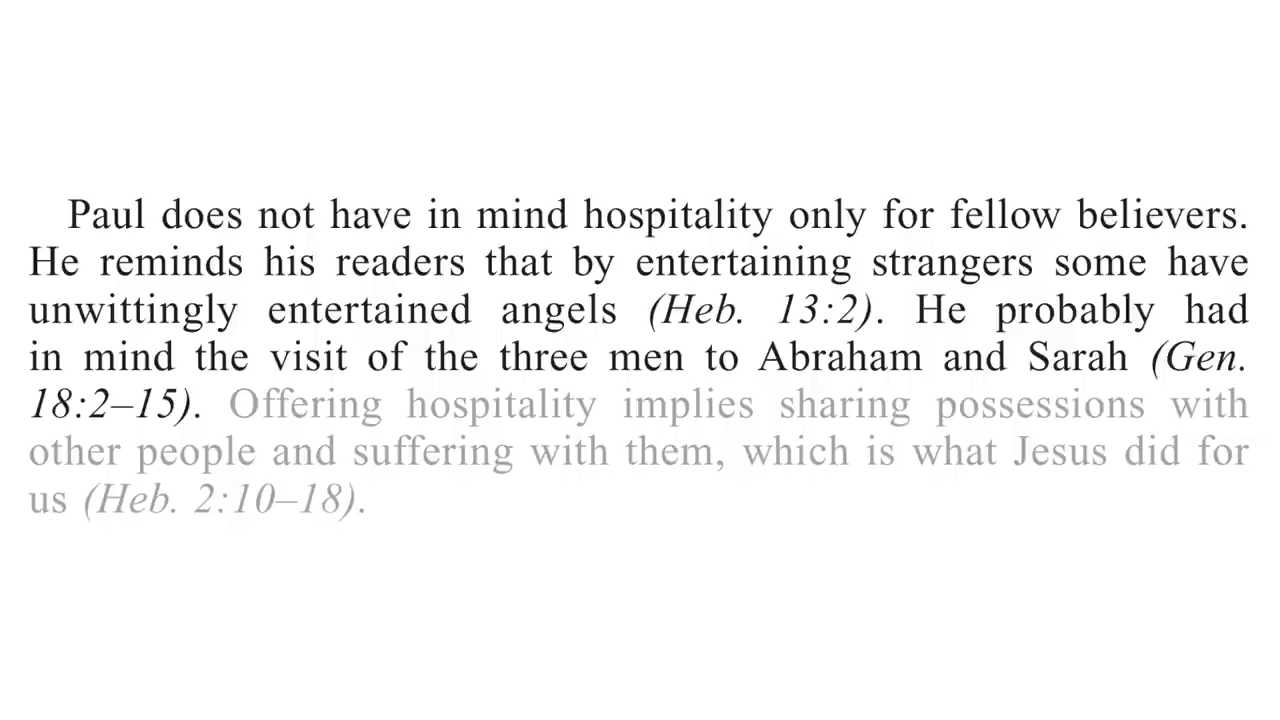 Paul does not have in mind hospitality only for fellow believers.
He reminds his readers that by entertaining strangers some have
unwittingly entertained angels (Heb. 13:2). He probably had
in mind the visit of the three men to Abraham and Sarah (Gen.
18:2–15). Offering hospitality implies sharing possessions with
other people and suffering with them, which is what Jesus did for
us (Heb. 2:10–18).